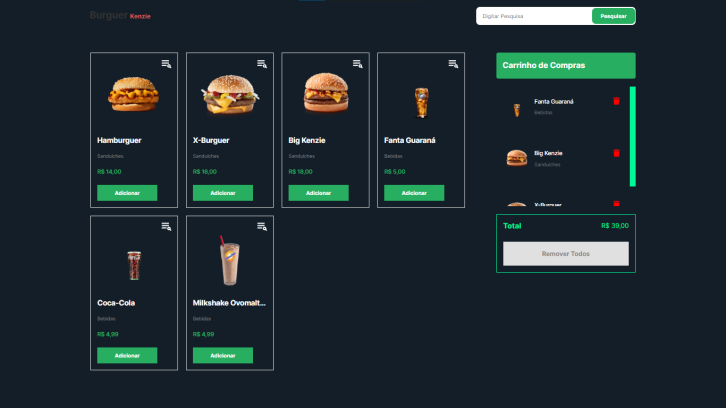 Burguer Kenzie
Digitar Pesquisa
Pesquisar
Hamburguer
Sanduíches
R$ 14,00
Adicionar
X-Burguer
Sanduíches
R$ 16,00
Adicionar
Big Kenzie
Sanduíches
R$ 18,00
Adicionar
Fanta Guaraná
Bebidas
R$ 5,00
Adicionar
Coca-Cola
Bebidas
R$ 4,99
Adicionar
Milkshake Ovomalt...
Bebidas
R$ 4,99
Adicionar
Carrinho de Compras
Fanta Guaraná
Bebidas
Big Kenzie
Sanduíches
X-Burguer
Total
R$ 39,00
Remover Todos